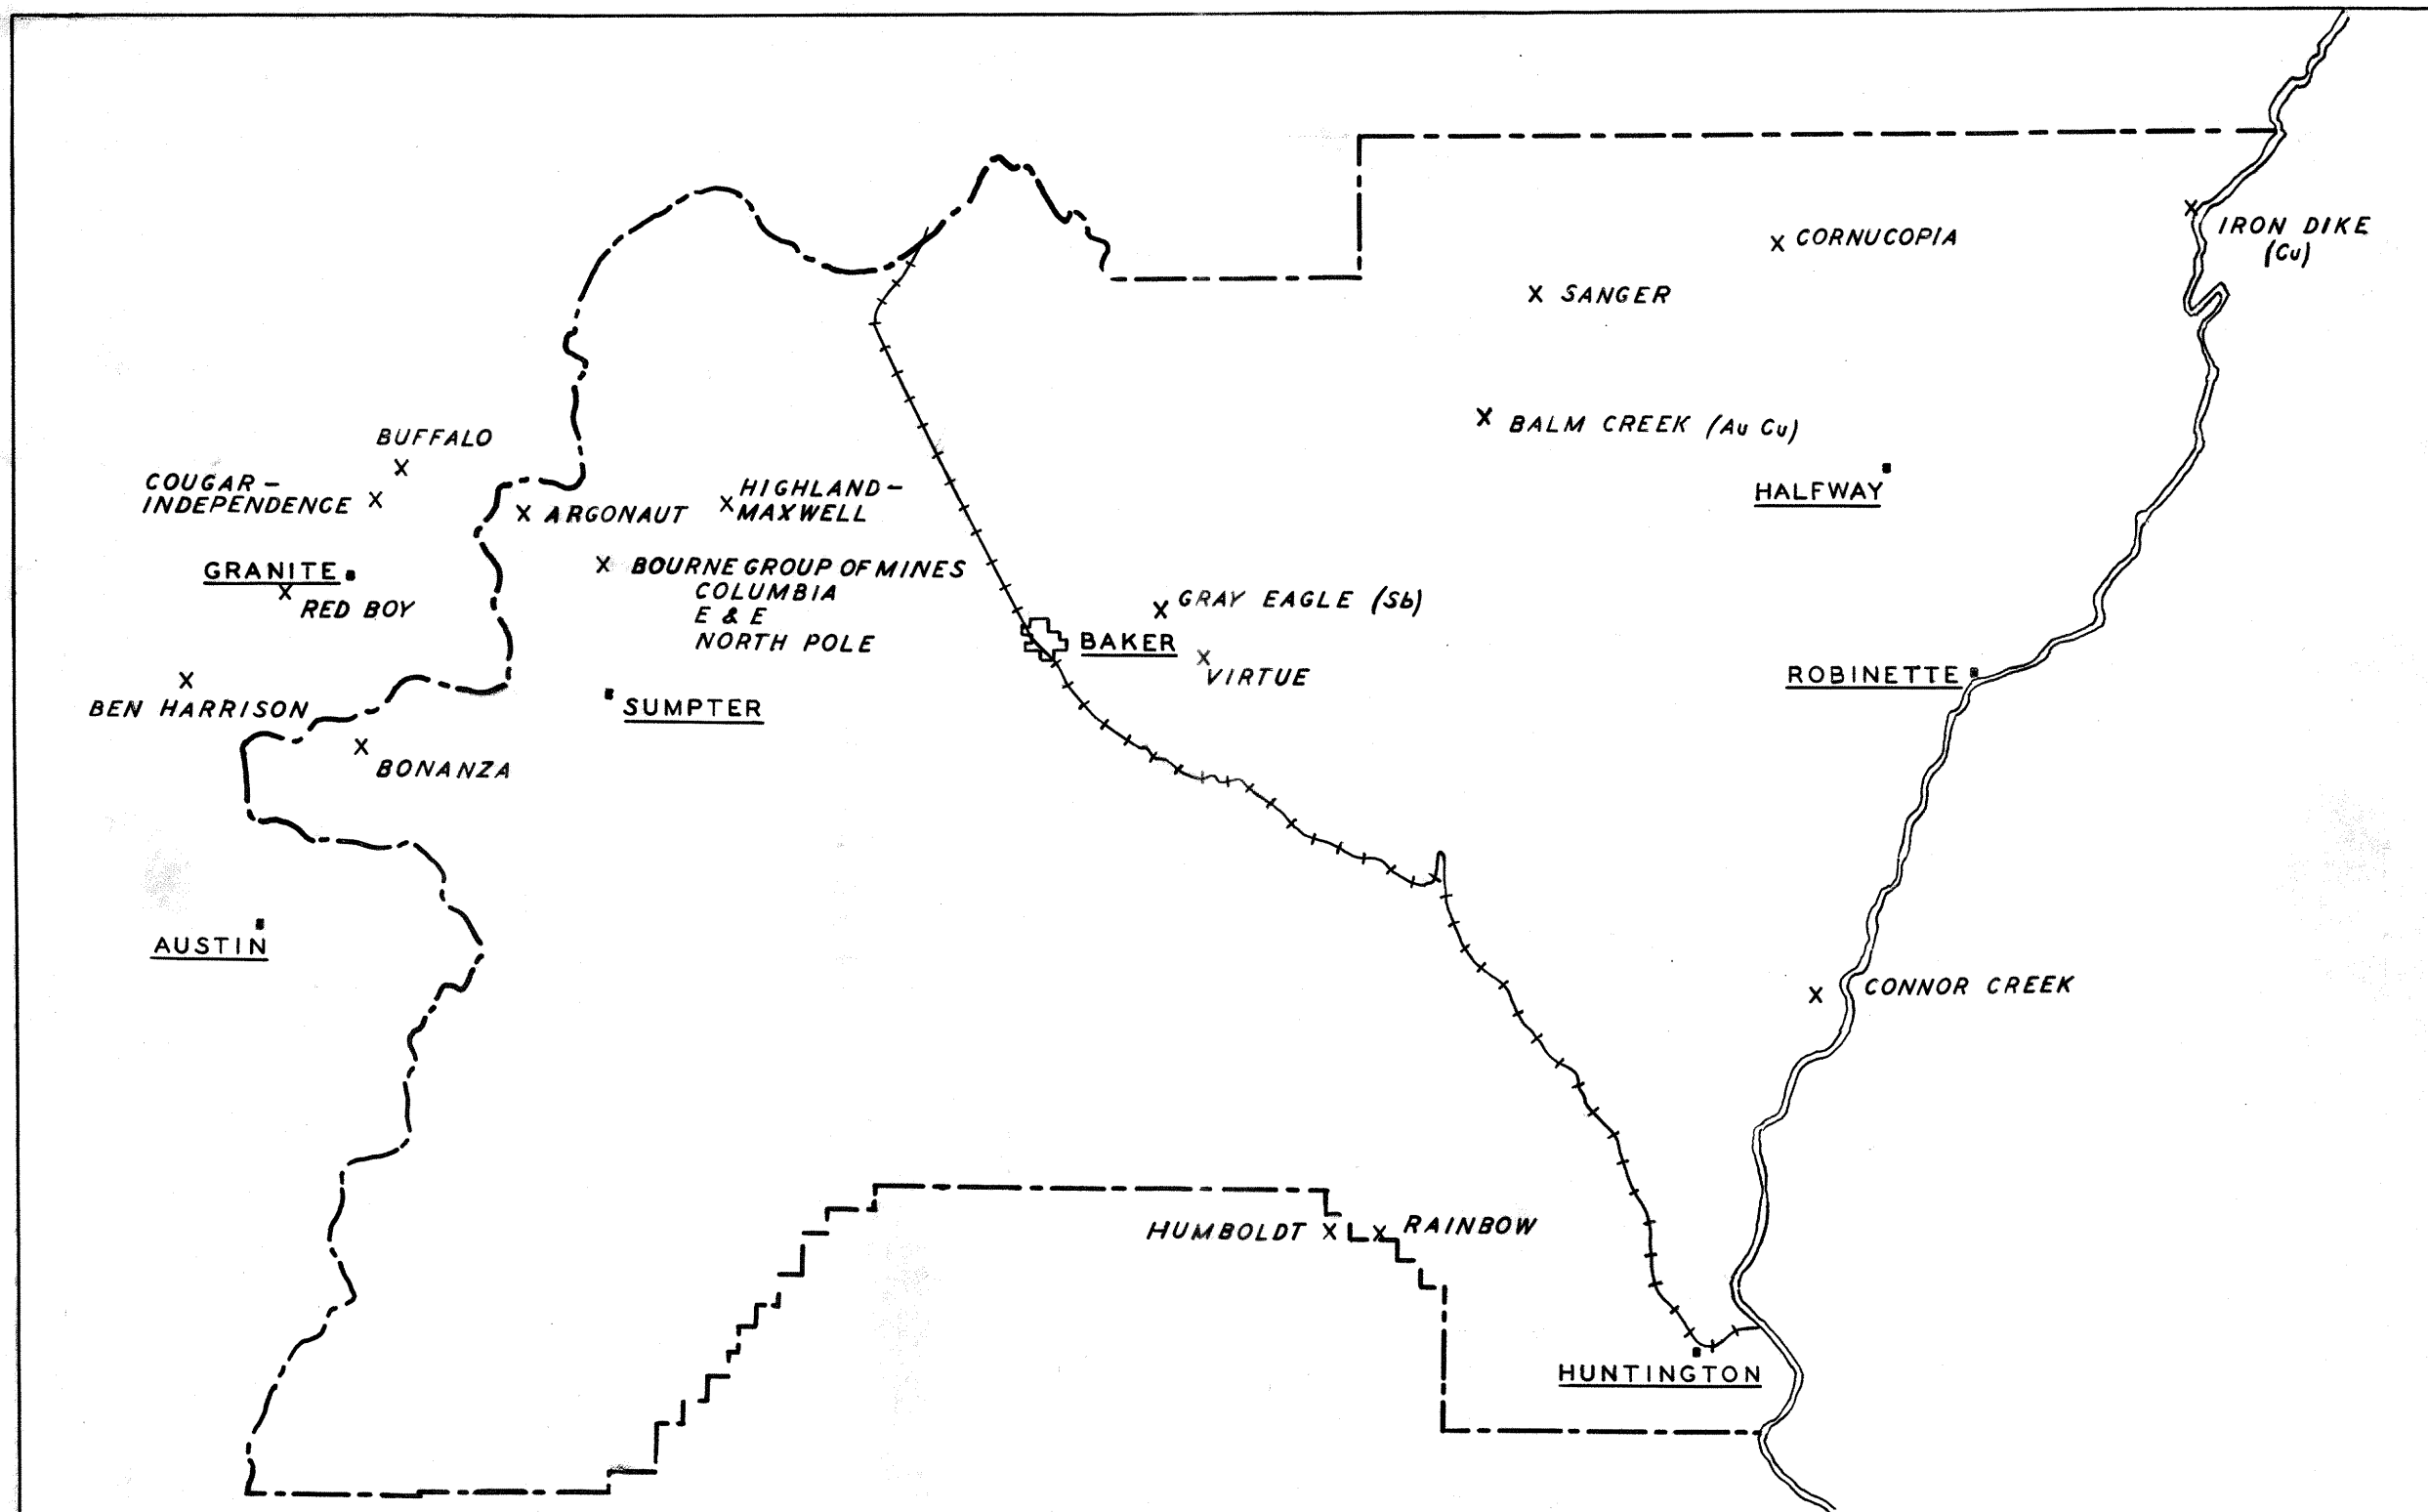 CORNUCOPIA
IRON DIKE
(Cu)
SANGER
BALM CREEK (Au Cu)
BUFFALO
COUGAR-
INDEPENDENCE
HIGHLAND-
MAXWELL
ARGONAUT
HALFWAY
GRANITE
RED BOY
BOURNE GROUP OF MINES
COLUMBIA
E & E
NORTH POLE
GRAY EAGLE (Sb)
BAKER
VIRTUE
ROBINETTE
BEN HARRISON
SUMPTER
BONANZA
AUSTIN
CONNOR CREEK
HUMBOLDT
RAINBOW
HUNTINGTON